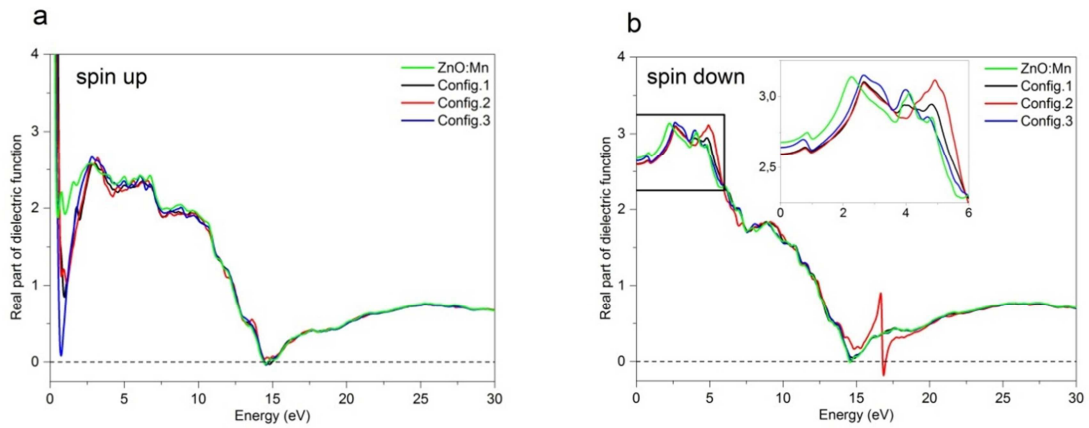 a
4
3
2
1
0
spin up
ZnO:Mn
Config.1
Config.2
Config.3
Real part of dielectric function
0 5 10 15 20 25 30
Energy (eV)
b
4
3
2
1
0
spin down
3,0
2,5
0 2 4 6
ZnO:Mn
Config.1
Config.2
Config.3
Real part of dielectric function
0 5 10 15 20 25 30
Energy (eV)